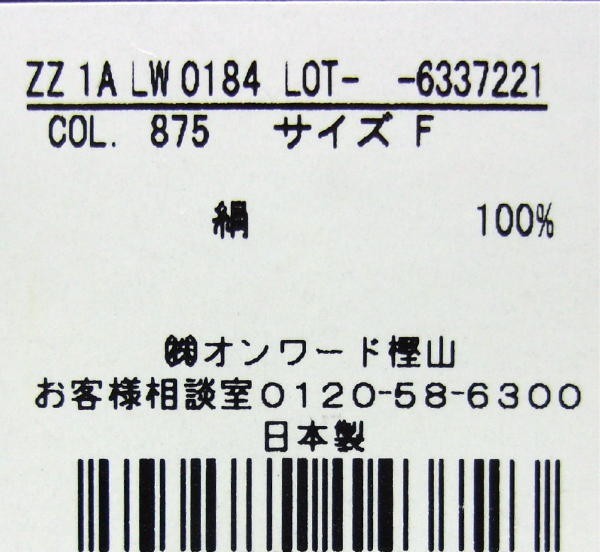 ZZ 1A LW 0184 LOT- -6337221
COL. 875 サイズ F
絹 100%
㈱オンワード樫山
お客様相談室0120-58-6300
日本製